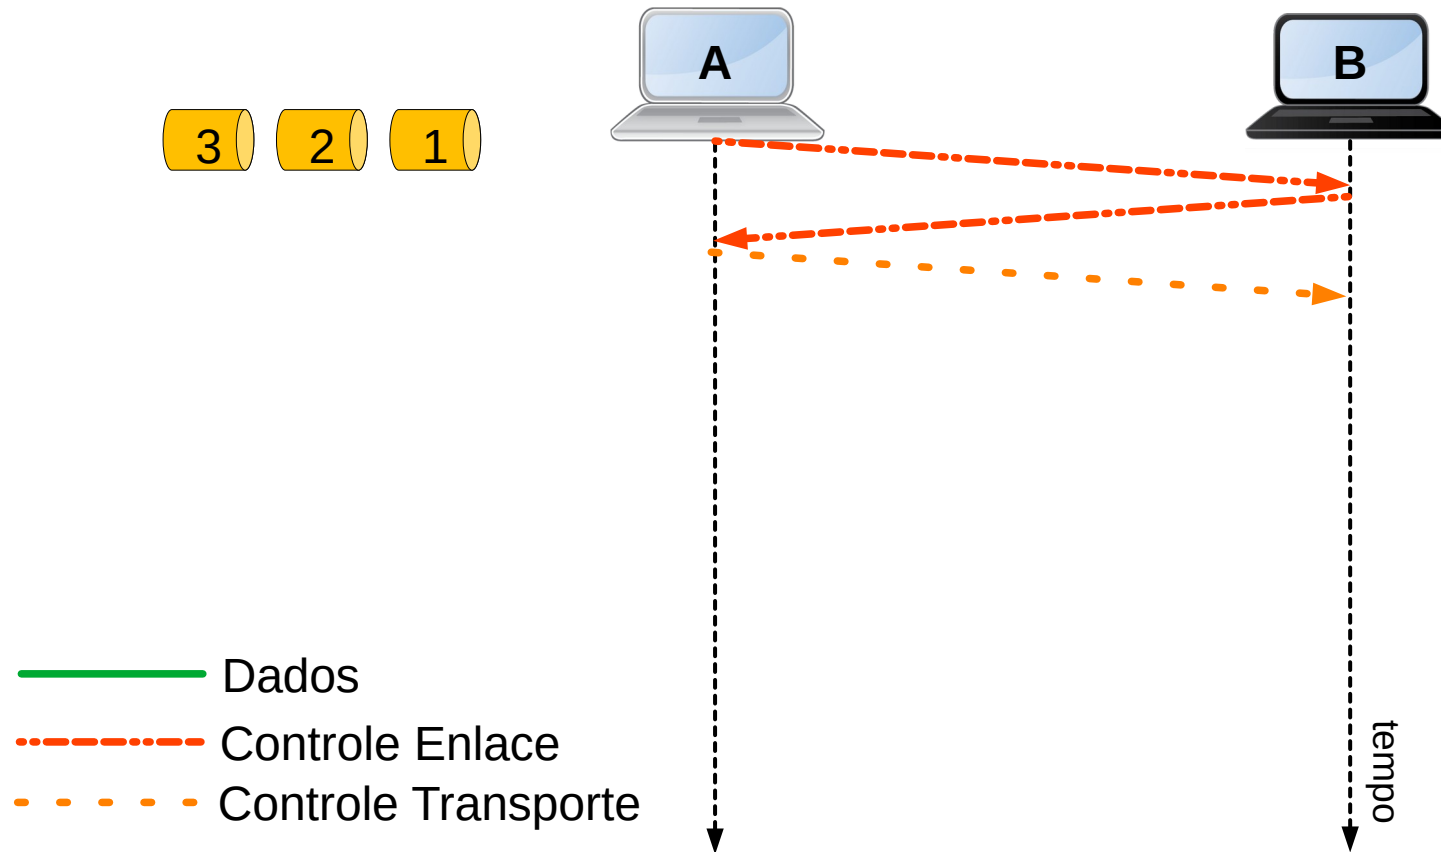 A
B
3 2 1
Dados
Controle Enlace
Controle Transporte
tempo